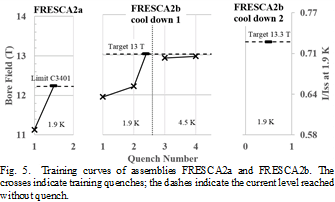 FRESCA2a
FRESCA2b
cool down 1
FRESCA2b
cool down 2
14
13
12
11
Bore Field (T)
Limit C3401
1.9 K
Target 13 T
1.9 K
4.5 K
Target 13.3 T
1.9 K
0.77
0.71
0.64
0.58
I/Iss at 1.9 K
1 2
1 2 3 4
0 1
Quench Number
Fig. 5. Training curves of assemblies FRESCA2a and FRESCA2b. The
crosses indicate training quenches; the dashes indicate the current level reached
without quench.